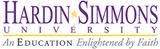 HARDIN★SIMMONS
UNIVERSITY
An EDUCATION Enlightened by Faith